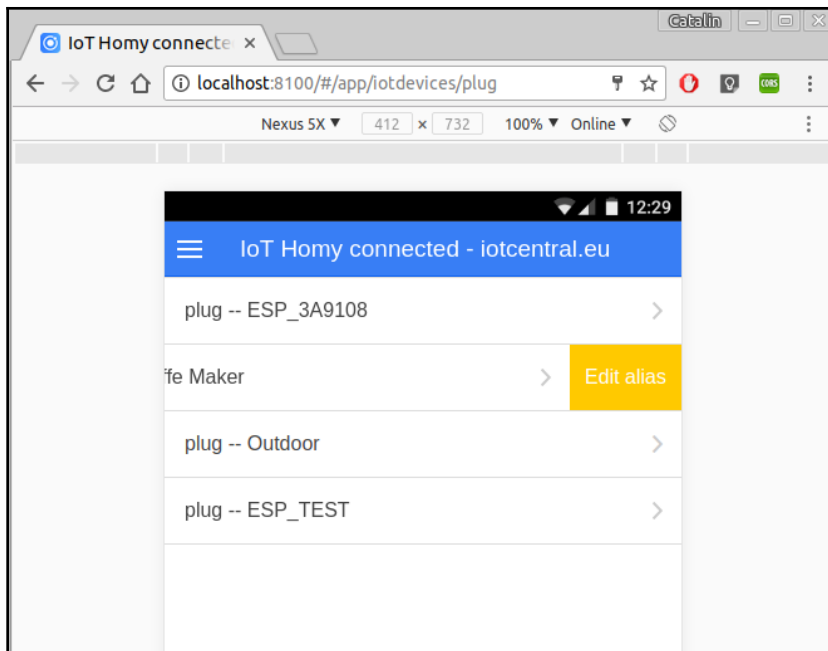 Catalin
IoT Homy connecte
localhost:8100/#/app/iotdevices/plug
CORS
Nexus 5X ▼ 412 × 732 100% ▼ Online ▼
12:29
IoT Homy connected - iotcentral.eu
plug -- ESP_3A9108
ffe Maker
Edit alias
plug -- Outdoor
plug -- ESP_TEST